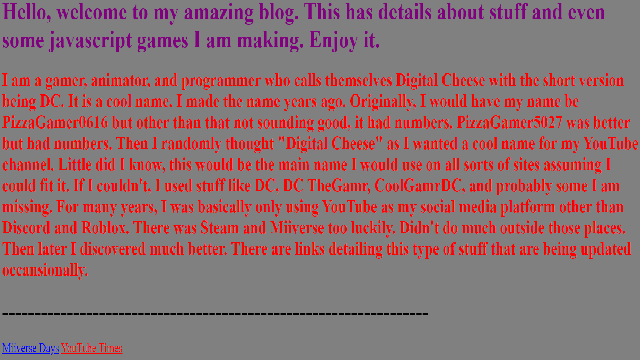 Hello, welcome to my amazing blog. This has details about stuff and even
some javascript games I am making. Enjoy it.
I am a gamer, animator, and programmer who calls themselves Digital Cheese with the short version
being DC. It is a cool name. I made the name years ago. Originally, I would have my name be
PizzaGamer0616 but other than that not sounding good, it had numbers. PizzaGamer5027 was better
but had numbers. Then I randomly thought "Digital Cheese" as I wanted a cool name for my YouTube
channel. Little did I know, this would be the main name I would use on all sorts of sites assuming I
could fit it. If I couldn't. I used stuff like DC. DC TheGamr, CoolGamrDC, and probably some I am
missing. For many years, I was basically only using YouTube as my social media platform other than
Discord and Roblox. There was Steam and Miiverse too luckily. Didn't do much outside those places.
Then later I discovered much better. There are links detailing this type of stuff that are being updated
occansionally.
------------------------------------------------------------------
Miiverse Days YouTube Times